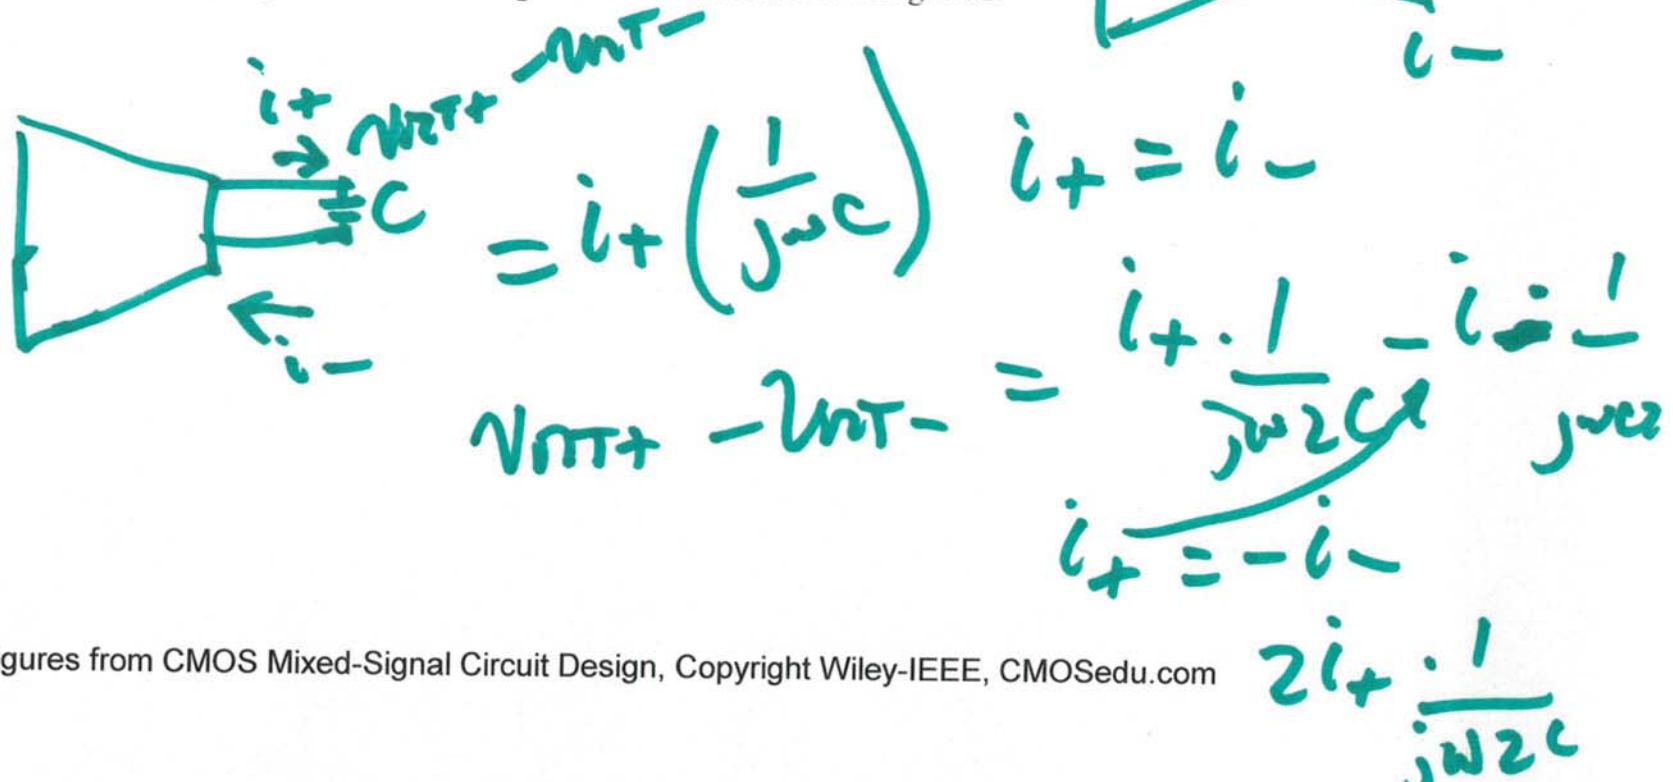 i-
i+
vout+ - vout-
C
= i+ (1/jωC)
i+ = i-
i-
vout+ - vout- = i+ · 1/jω2C - i- · 1/jωC2
i+ = -i-
gures from CMOS Mixed-Signal Circuit Design, Copyright Wiley-IEEE, CMOSedu.com
2i+ · 1/jω2C